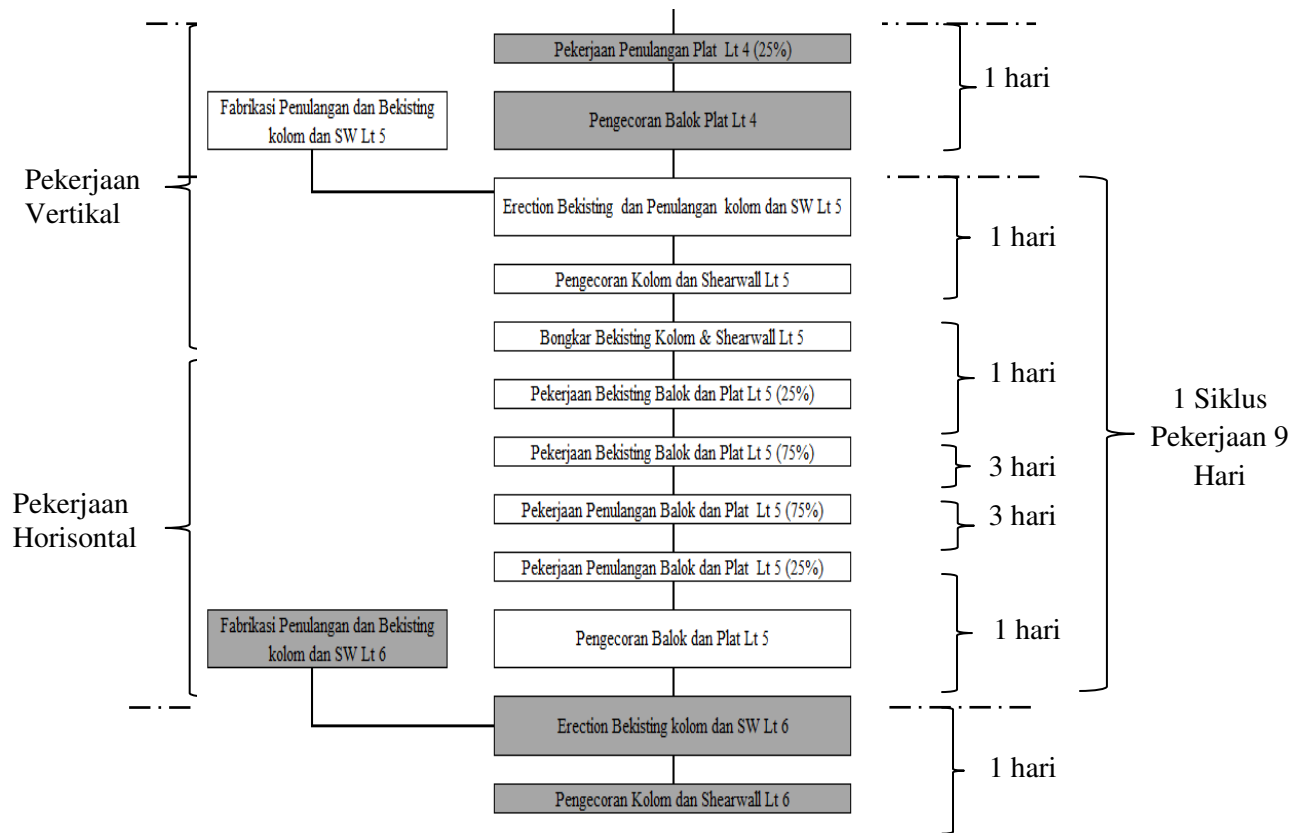 Pekerjaan Penulangan Plat Lt 4 (25%)
1 hari
Fabrikasi Penulangan dan Bekisting
kolom dan SW Lt 5
Pengecoran Balok Plat Lt 4
Pekerjaan
Vertikal
Erection Bekisting dan Penulangan kolom dan SW Lt 5
1 hari
Pengecoran Kolom dan Shearwall Lt 5
Bongkar Bekisting Kolom & Shearwall Lt 5
1 hari
Pekerjaan Bekisting Balok dan Plat Lt 5 (25%)
1 Siklus
Pekerjaan 9
Hari
Pekerjaan Bekisting Balok dan Plat Lt 5 (75%)
3 hari
Pekerjaan
Horisontal
Pekerjaan Penulangan Balok dan Plat Lt 5 (75%)
3 hari
Pekerjaan Penulangan Balok dan Plat Lt 5 (25%)
Fabrikasi Penulangan dan Bekisting
kolom dan SW Lt 6
Pengecoran Balok dan Plat Lt 5
1 hari
Erection Bekisting kolom dan SW Lt 6
1 hari
Pengecoran Kolom dan Shearwall Lt 6